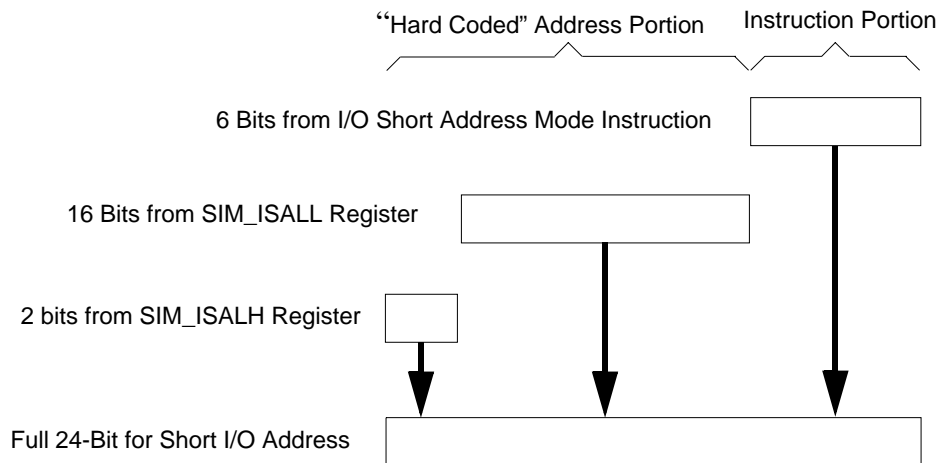 “Hard Coded” Address Portion
Instruction Portion
6 Bits from I/O Short Address Mode Instruction
16 Bits from SIM_ISALL Register
2 bits from SIM_ISALH Register
Full 24-Bit for Short I/O Address